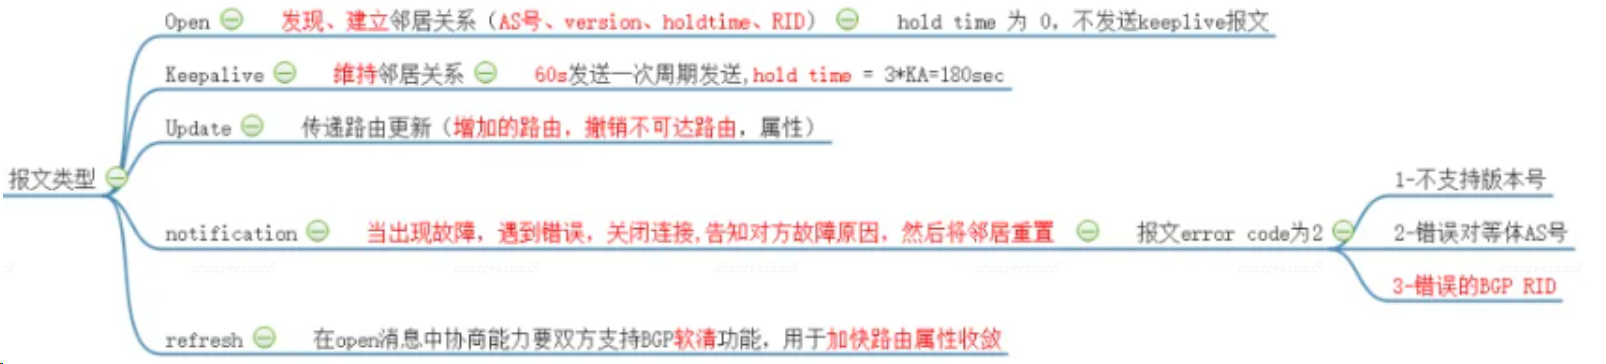 Open 发现、建立邻居关系（AS号、version、holdtime、RID） hold time 为 0，不发送keeplive报文
Keepalive 维持邻居关系 60s发送一次周期发送,hold time = 3*KA=180sec
Update 传递路由更新（增加的路由，撤销不可达路由，属性）
报文类型
1-不支持版本号
notification 当出现故障，遇到错误，关闭连接,告知对方故障原因，然后将邻居重置 报文error code为2 2-错误对等体AS号
3-错误的BGP RID
refresh 在open消息中协商能力要双方支持BGP软清功能，用于加快路由属性收敛